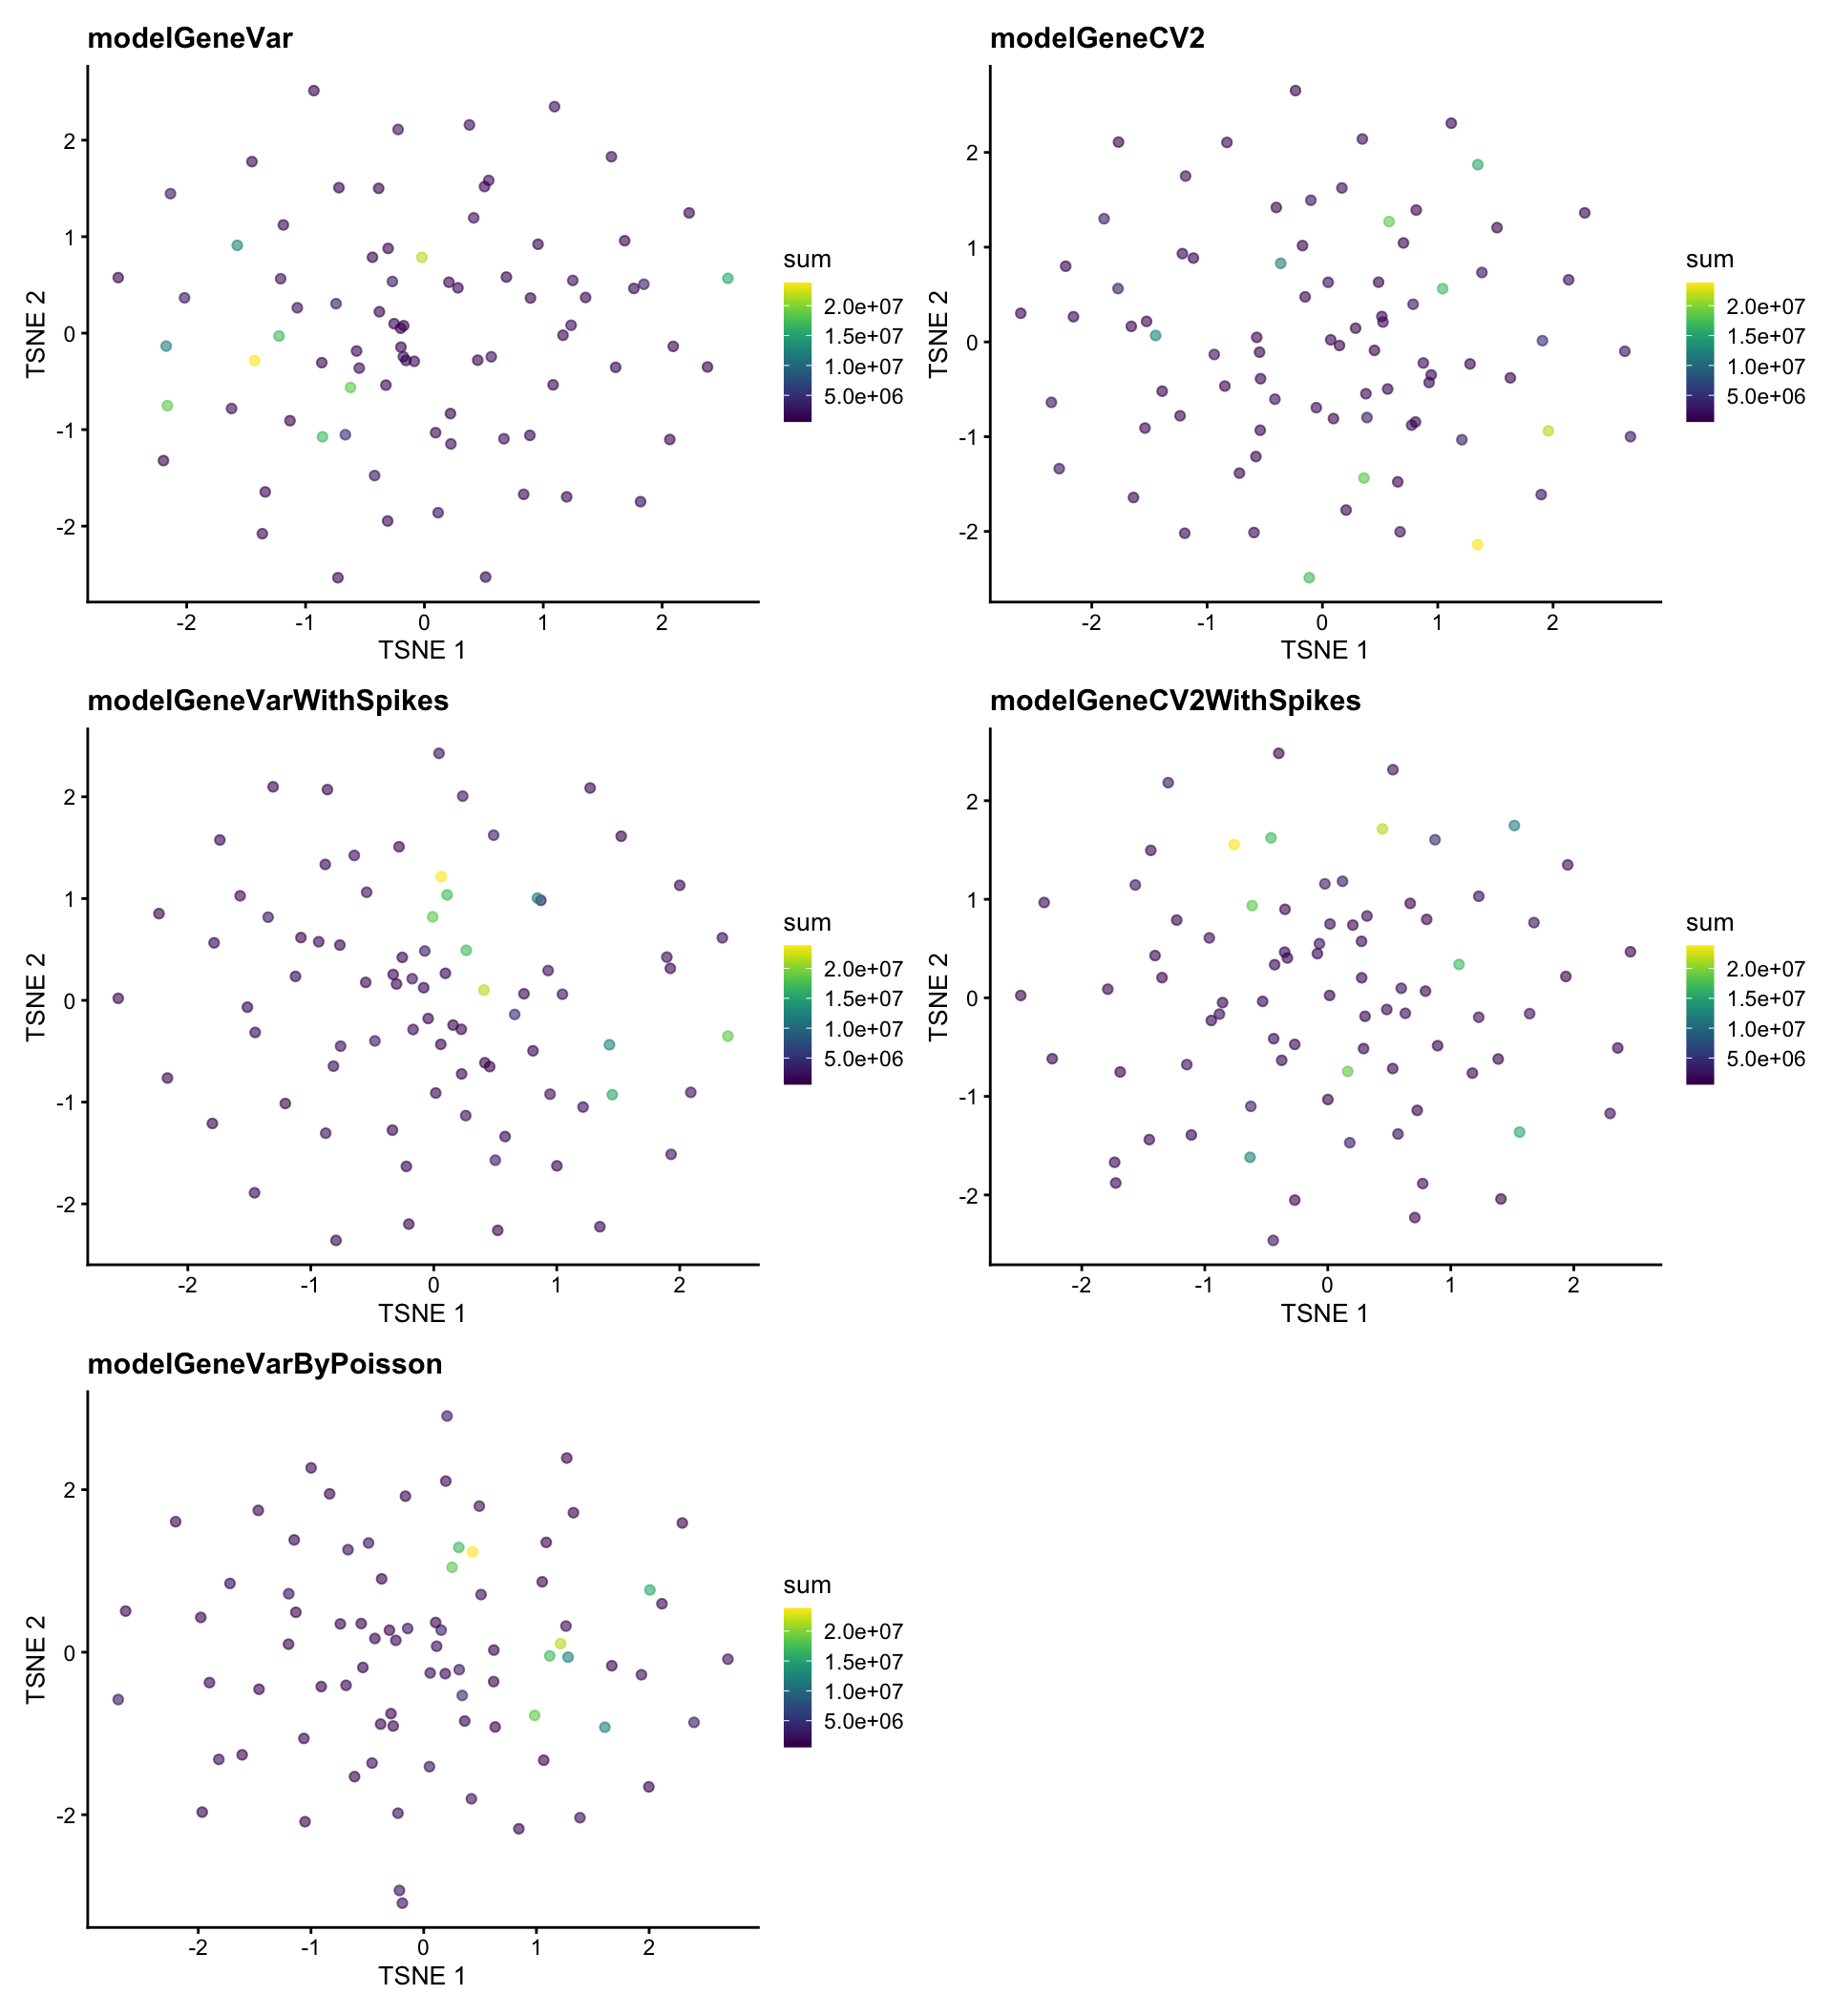 modelGeneVar
2
1
0
-1
-2
TSNE 2
-2 -1 0 1 2
TSNE 1
sum
2.0e+07
1.5e+07
1.0e+07
5.0e+06
modelGeneCV2
2
1
0
-1
-2
TSNE 2
-2 -1 0 1 2
TSNE 1
sum
2.0e+07
1.5e+07
1.0e+07
5.0e+06
modelGeneVarWithSpikes
2
1
0
-1
-2
TSNE 2
-2 -1 0 1 2
TSNE 1
sum
2.0e+07
1.5e+07
1.0e+07
5.0e+06
modelGeneCV2WithSpikes
2
1
0
-1
-2
TSNE 2
-2 -1 0 1 2
TSNE 1
sum
2.0e+07
1.5e+07
1.0e+07
5.0e+06
modelGeneVarByPoisson
2
0
-2
TSNE 2
-2 -1 0 1 2
TSNE 1
sum
2.0e+07
1.5e+07
1.0e+07
5.0e+06